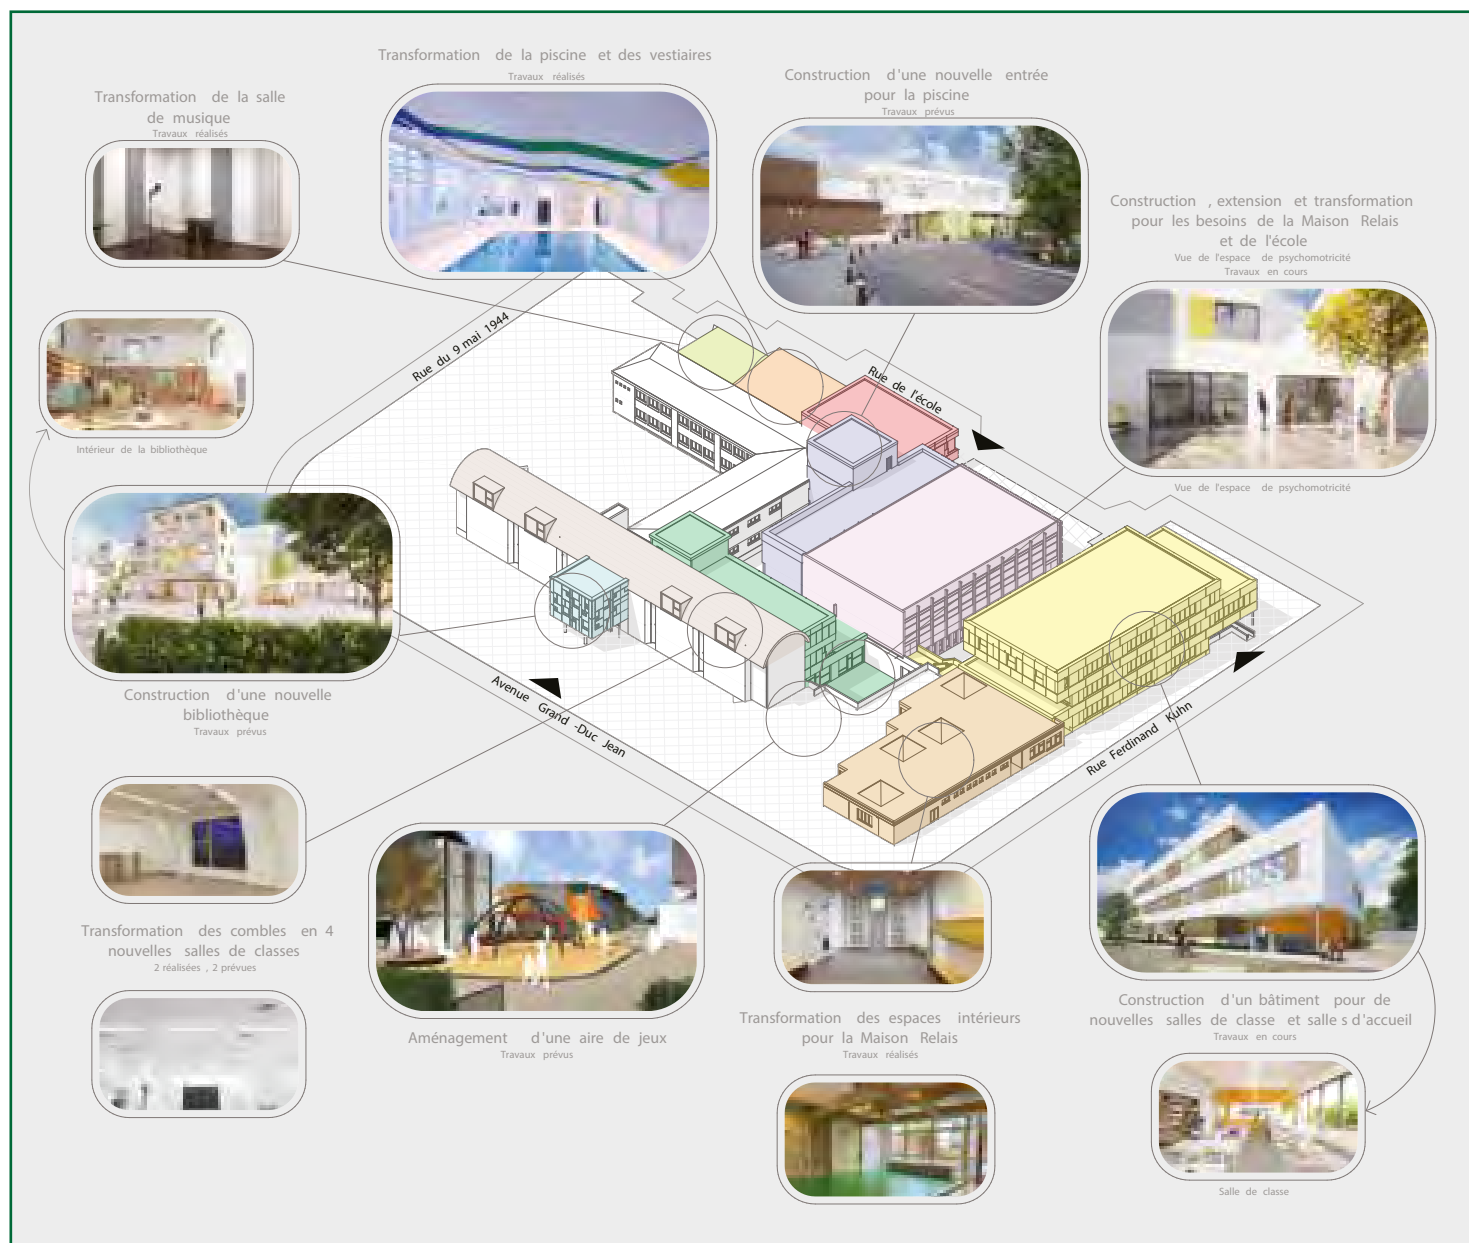 Transformation de la piscine et des vestiaires
Travaux réalisés
Construction d'une nouvelle entrée
pour la piscine
Travaux prévus
Transformation de la salle
de musique
Travaux réalisés
Construction , extension et transformation
pour les besoins de la Maison Relais
et de l'école
Vue de l'espace de psychomotricité
Travaux en cours
Rue du 9 mai 1944
Rue de l'école
Intérieur de la bibliothèque
Vue de l'espace de psychomotricité
Construction d'une nouvelle
bibliothèque
Travaux prévus
Avenue Grand -Duc Jean
Rue Ferdinand Kuhn
Transformation des combles en 4
nouvelles salles de classes
2 réalisées , 2 prévues
Aménagement d'une aire de jeux
Travaux prévus
Transformation des espaces intérieurs
pour la Maison Relais
Travaux réalisés
Construction d'un bâtiment pour de
nouvelles salles de classe et salle s d'accueil
Travaux en cours
Salle de classe